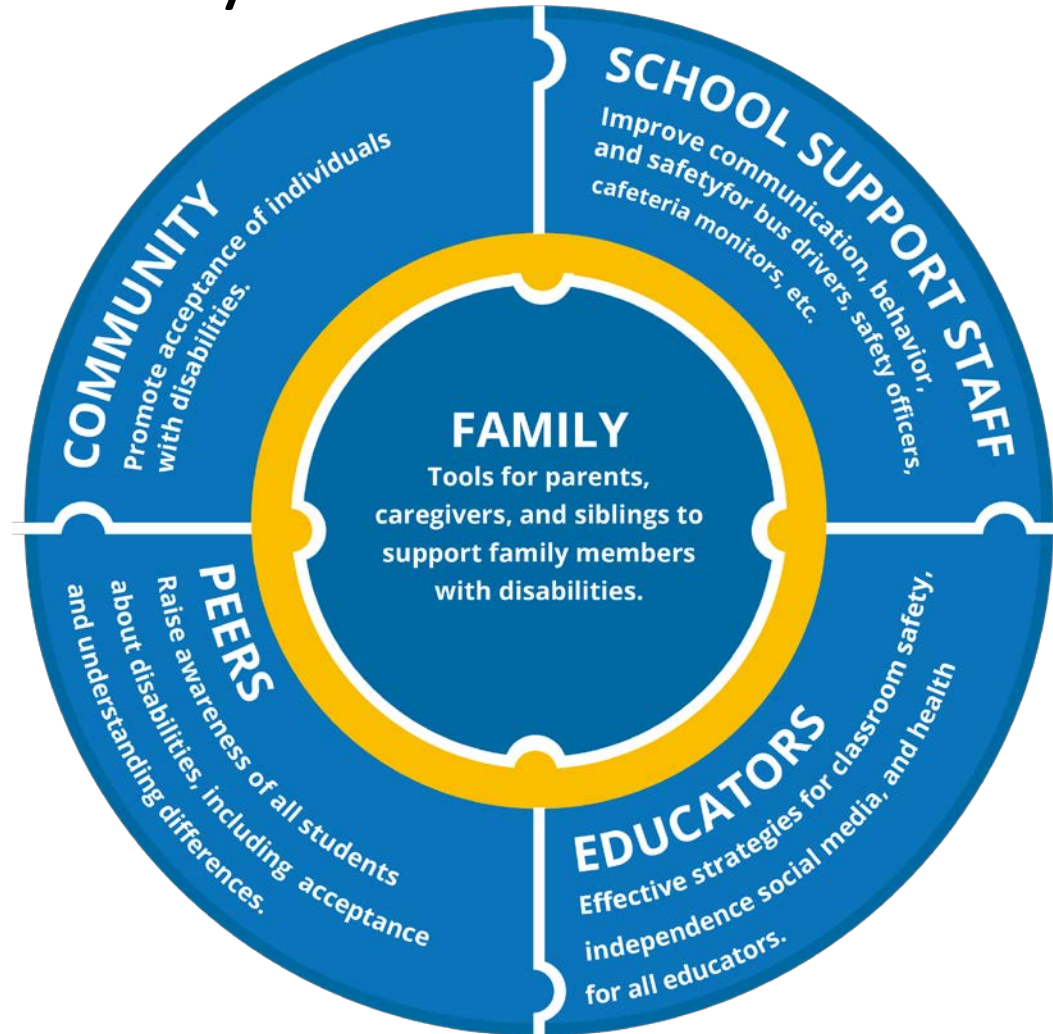 COMMUNITY
Promote acceptance of individuals
with disabilities.
SCHOOL SUPPORT STAFF
Improve communication, behavior,
and safetyfor bus drivers, safety officers,
cafeteria monitors, etc.
FAMILY
Tools for parents,
caregivers, and siblings to
support family members
with disabilities.
PEERS
Raise awareness of all students
about disabilities, including acceptance
and understanding differences.
EDUCATORS
Effective strategies for classroom safety,
independence social media, and health
for all educators.